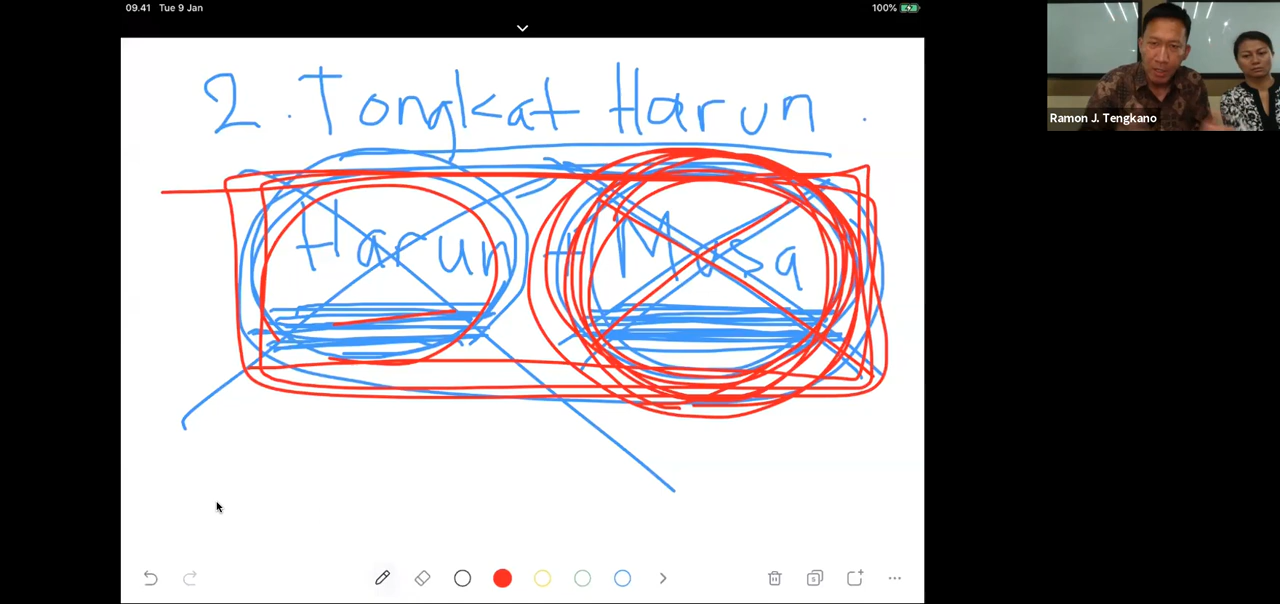 09.41 Tue 9 Jan
100%
2. Tongkat Harun.
Harun + Musa
Ramon J. Tengkano